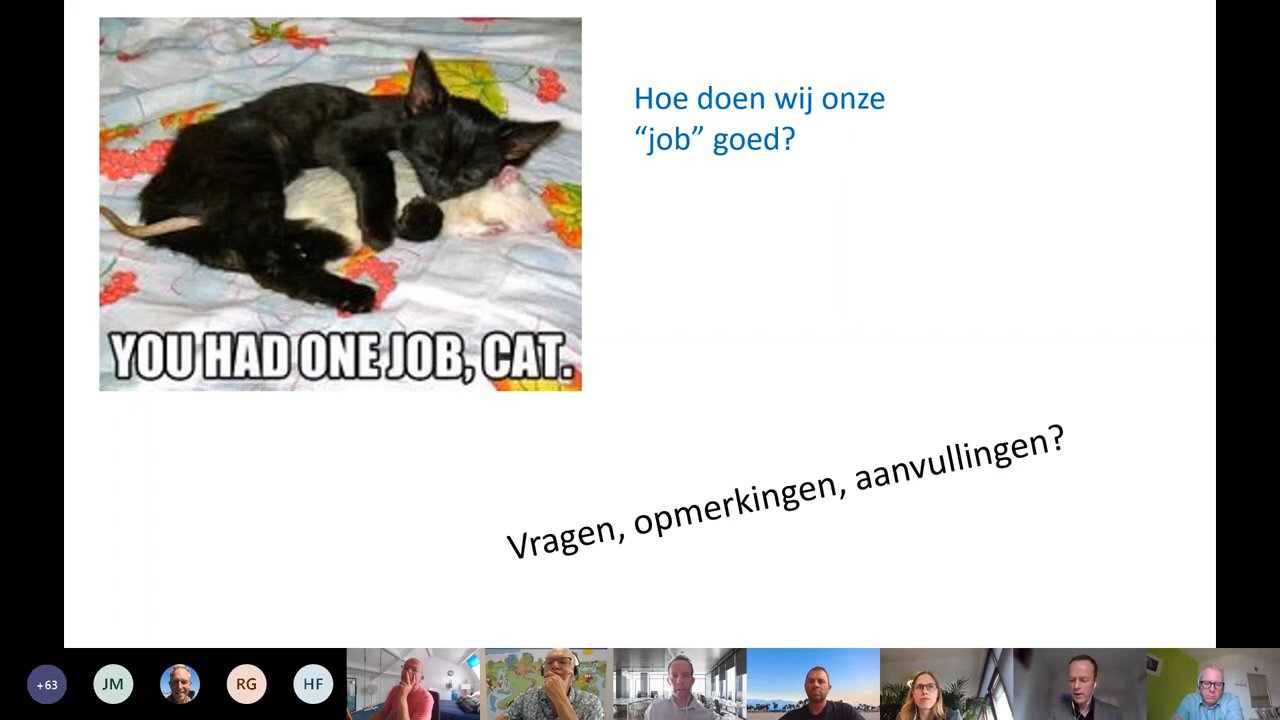 Hoe doen wij onze
“job” goed?
YOU HAD ONE JOB, CAT.
Vragen, opmerkingen, aanvullingen?
+63
JM
RG
HF